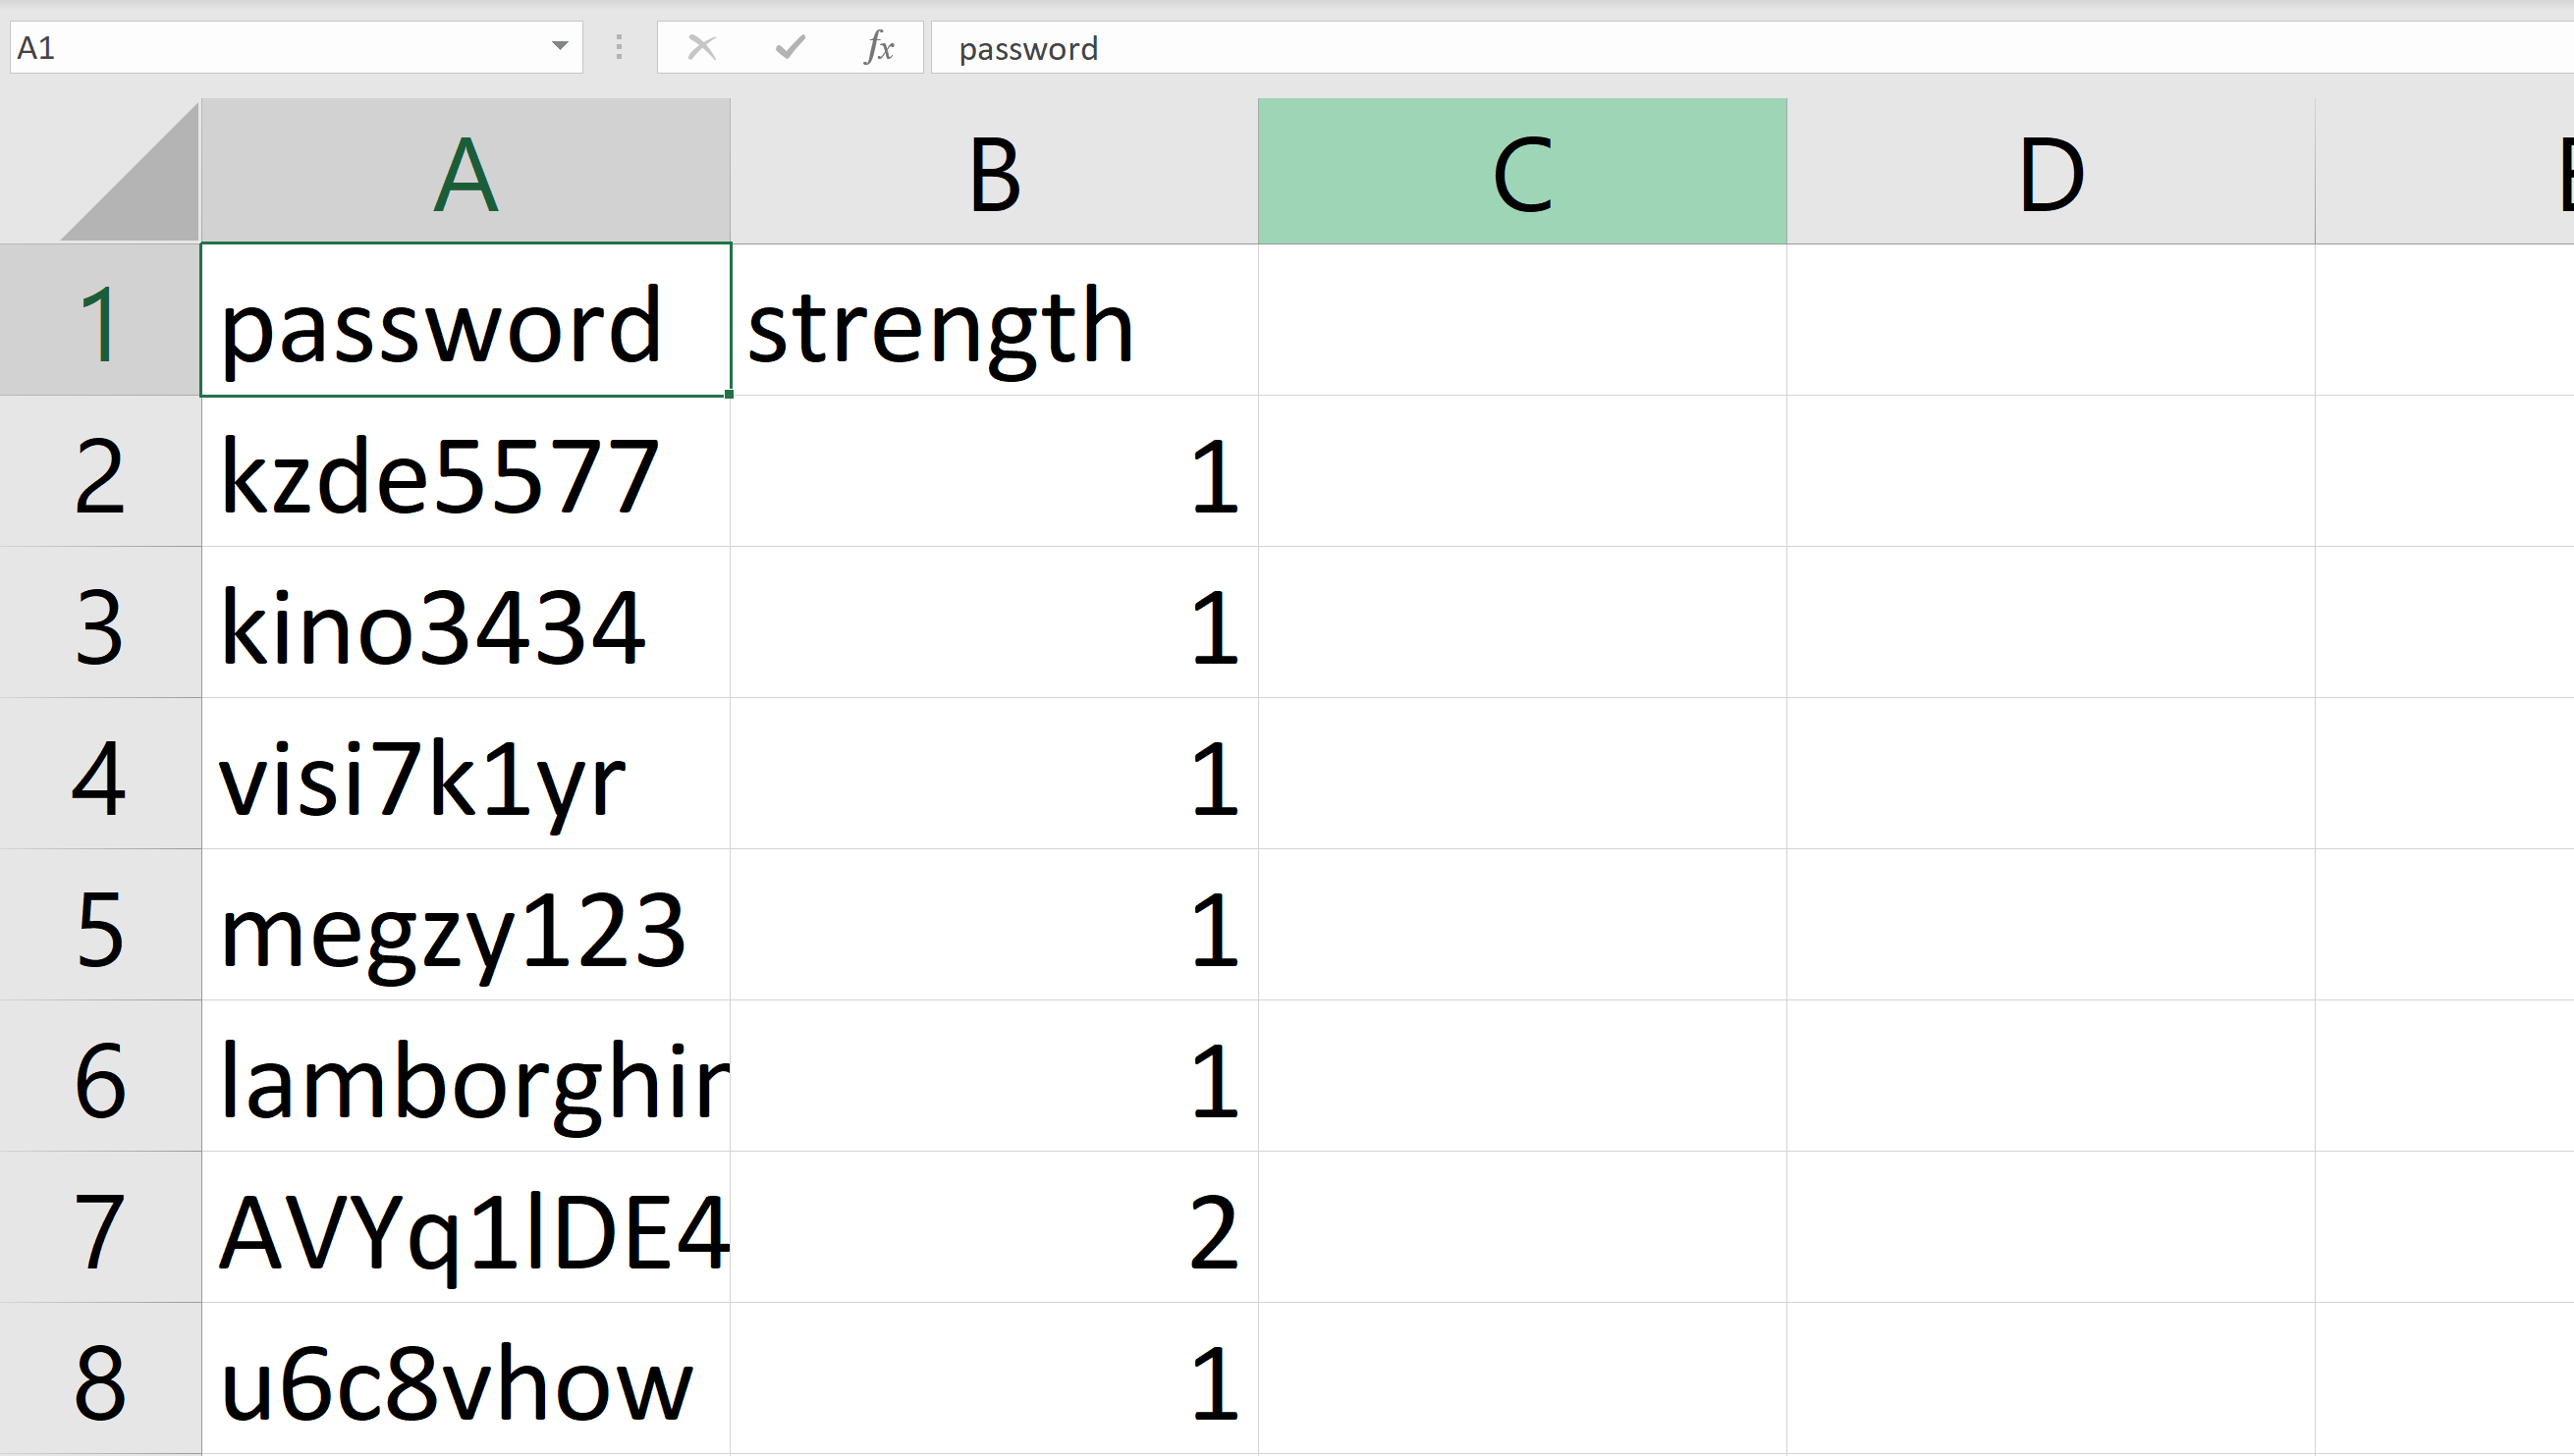 A1 fx password
A B C D
1 password strength
2 kzde5577 1
3 kino3434 1
4 visi7k1yr 1
5 megzy123 1
6 1
7 AVYq1lDE4 2
8 u6c8vhow 1